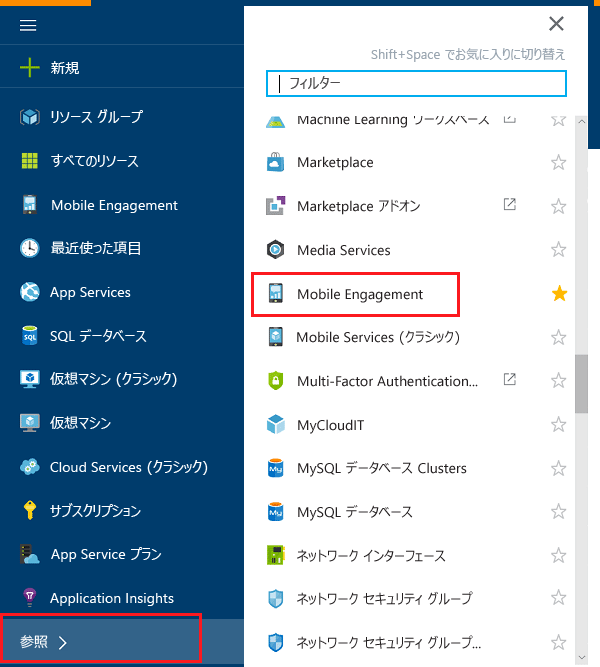 新規
リソース グループ
すべてのリソース
Mobile Engagement
最近使った項目
App Services
SQL データベース
仮想マシン (クラシック)
仮想マシン
Cloud Services (クラシック)
サブスクリプション
App Service プラン
Application Insights
参照
Shift+Space でお気に入りに切り替え
フィルター
Machine Learning ワークスペース
Marketplace
Marketplace アドオン
Media Services
Mobile Engagement
Mobile Services (クラシック)
Multi-Factor Authentication...
MyCloudIT
MySQL データベース Clusters
MySQL データベース
ネットワーク インターフェース
ネットワーク セキュリティ グループ
ネットワーク セキュリティ グループ...